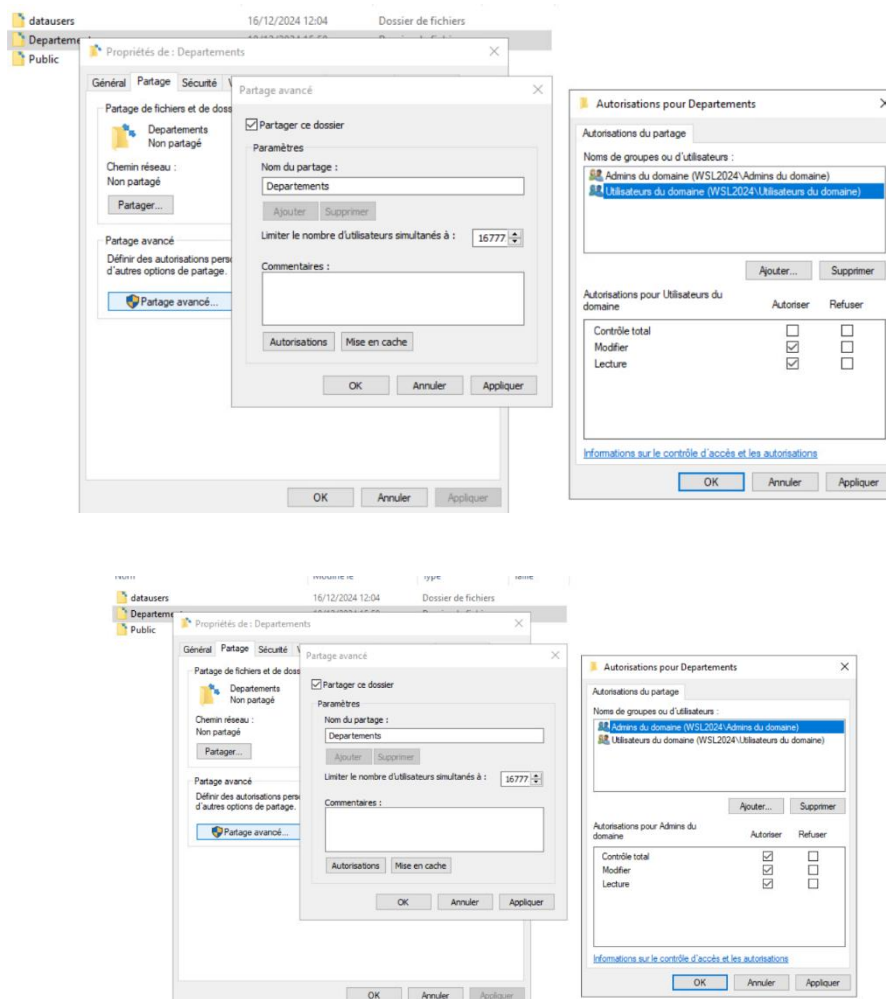 datausers 16/12/2024 12:04 Dossier de fichiers
Departeme
Public
Propriétés de : Departements
Général Partage Sécurité
Partage de fichiers et de doss
Departements
Non partagé
Chemin réseau :
Non partagé
Partager...
Partage avancé
Définir des autorisations pers
d'autres options de partage.
Partage avancé...
OK Annuler Appliquer
Partage avancé
Partager ce dossier
Paramètres
Nom du partage :
Departements
Ajouter Supprimer
Limiter le nombre d'utilisateurs simultanés à : 16777
Commentaires :
Autorisations Mise en cache
OK Annuler Appliquer
Autorisations pour Departements
Autorisations du partage
Noms de groupes ou d'utilisateurs :
Admins du domaine (WSL2024\Admins du domaine)
Utilisateurs du domaine (WSL2024\Utilisateurs du domaine)
Ajouter... Supprimer
Autorisations pour Utilisateurs du
domaine Autoriser Refuser
Contrôle total
Modifier
Lecture
Informations sur le contrôle d'accès et les autorisations
OK Annuler Appliquer
datausers 16/12/2024 12:04 Dossier de fichiers
Departeme
Public
Propriétés de : Departements
Général Partage Sécurité
Partage de fichiers et de doss
Departements
Non partagé
Chemin réseau :
Non partagé
Partager...
Partage avancé
Définir des autorisations pers
d'autres options de partage.
Partage avancé...
OK Annuler Appliquer
Partage avancé
Partager ce dossier
Paramètres
Nom du partage :
Departements
Ajouter Supprimer
Limiter le nombre d'utilisateurs simultanés à : 16777
Commentaires :
Autorisations Mise en cache
OK Annuler Appliquer
Autorisations pour Departements
Autorisations du partage
Noms de groupes ou d'utilisateurs :
Admins du domaine (WSL2024\Admins du domaine)
Utilisateurs du domaine (WSL2024\Utilisateurs du domaine)
Ajouter... Supprimer
Autorisations pour Admins du
domaine Autoriser Refuser
Contrôle total
Modifier
Lecture
Informations sur le contrôle d'accès et les autorisations
OK Annuler Appliquer